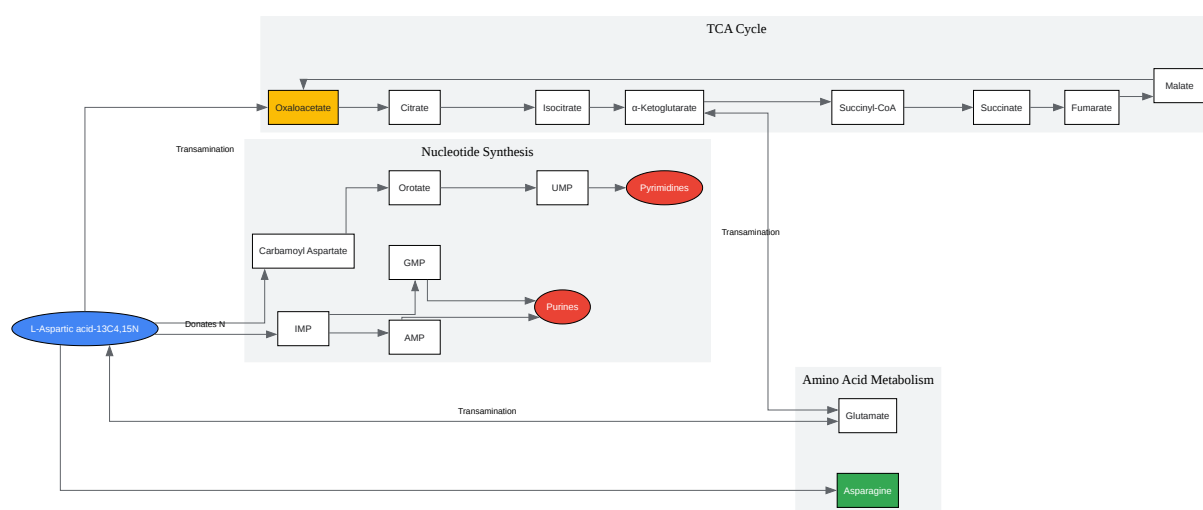 TCA Cycle
Malate
Oxaloacetate
Citrate
Isocitrate
α-Ketoglutarate
Succinyl-CoA
Succinate
Fumarate
Transamination
Nucleotide Synthesis
Orotate
UMP
Pyrimidines
Transamination
Carbamoyl Aspartate
GMP
Purines
L-Aspartic acid-13C4,15N
Donates N
IMP
AMP
Amino Acid Metabolism
Transamination
Glutamate
Asparagine